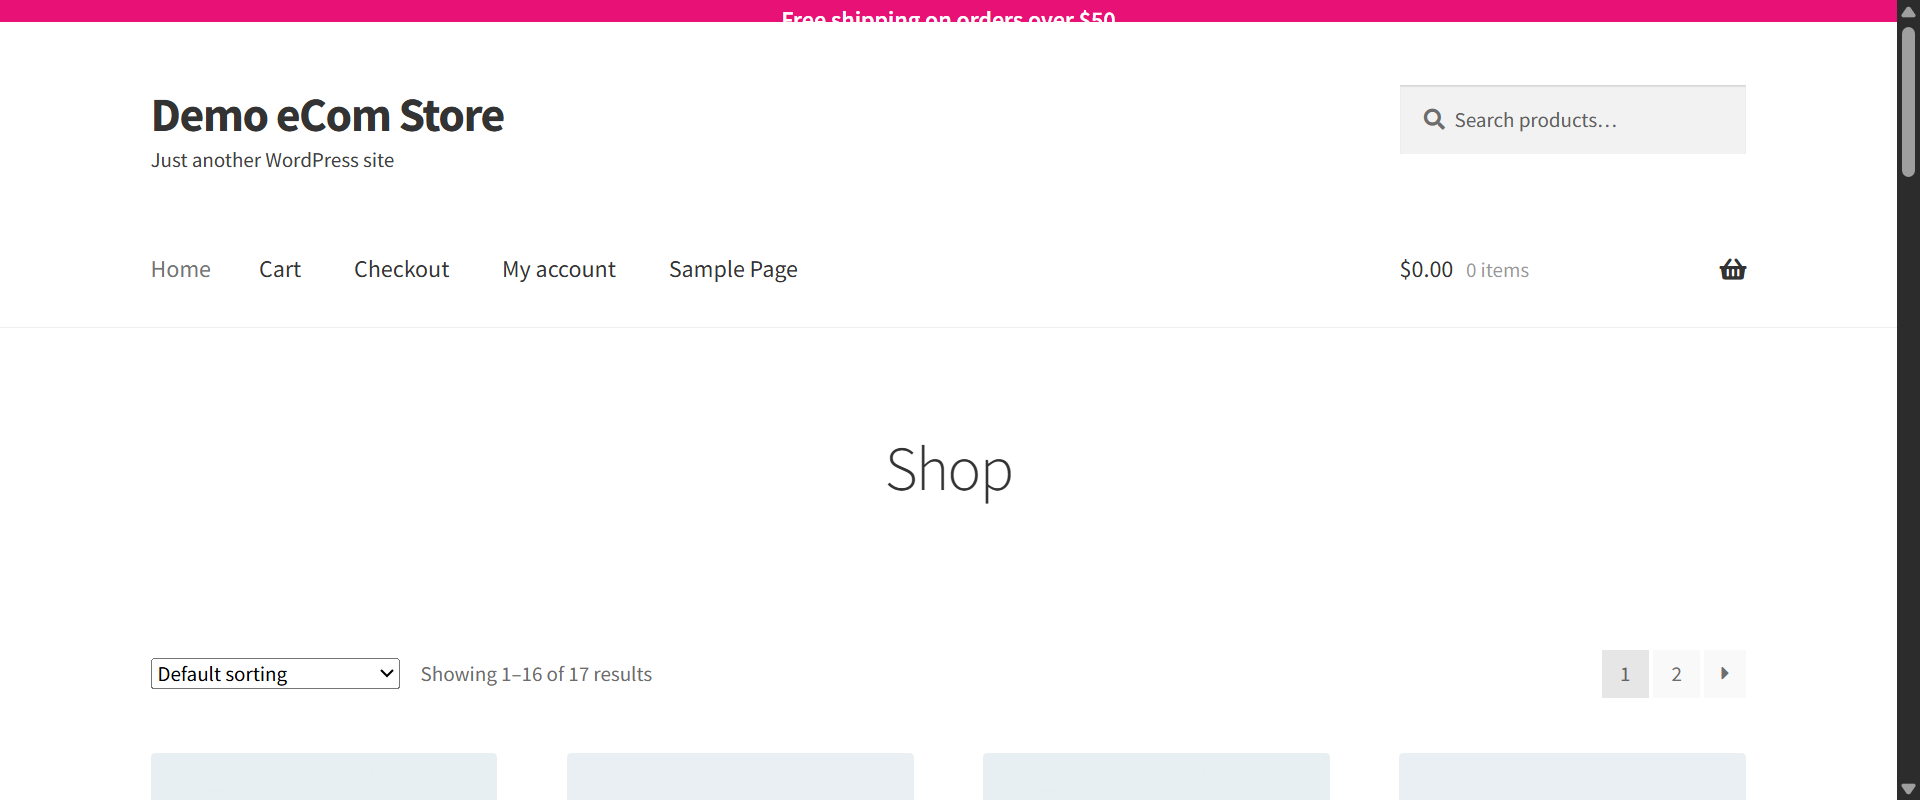 Free shipping on orders over $50
Demo eCom Store
Just another WordPress site
Search products…
Home Cart Checkout My account Sample Page
$0.00 0 items
Shop
Default sorting
Showing 1–16 of 17 results
1 2